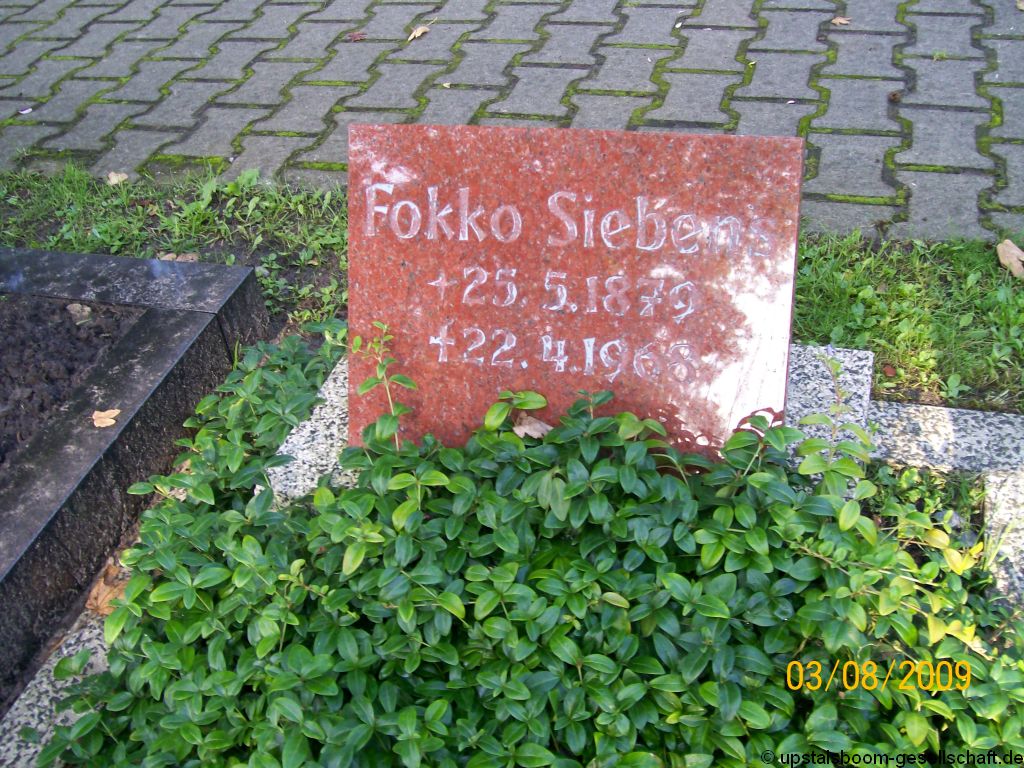 Fokko Siebens
+25.5.1879
†22.4.1968
03/08/2009
© upstalsboom-gesellschaft.de